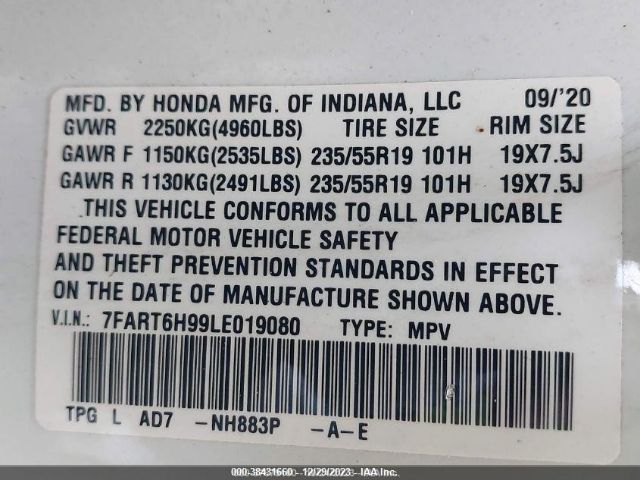 MFD. BY HONDA MFG. OF INDIANA, LLC 09/'20
GVWR 2250KG(4960LBS) TIRE SIZE RIM SIZE
GAWR F 1150KG(2535LBS) 235/55R19 101H 19X7.5J
GAWR R 1130KG(2491LBS) 235/55R19 101H 19X7.5J
THIS VEHICLE CONFORMS TO ALL APPLICABLE
FEDERAL MOTOR VEHICLE SAFETY
AND THEFT PREVENTION STANDARDS IN EFFECT
ON THE DATE OF MANUFACTURE SHOWN ABOVE.
V.I.N.: 7FART6H99LE019080 TYPE: MPV
TPG L AD7 -NH883P -A-E
000-38431660 - 12/29/2023 - IAA Inc.